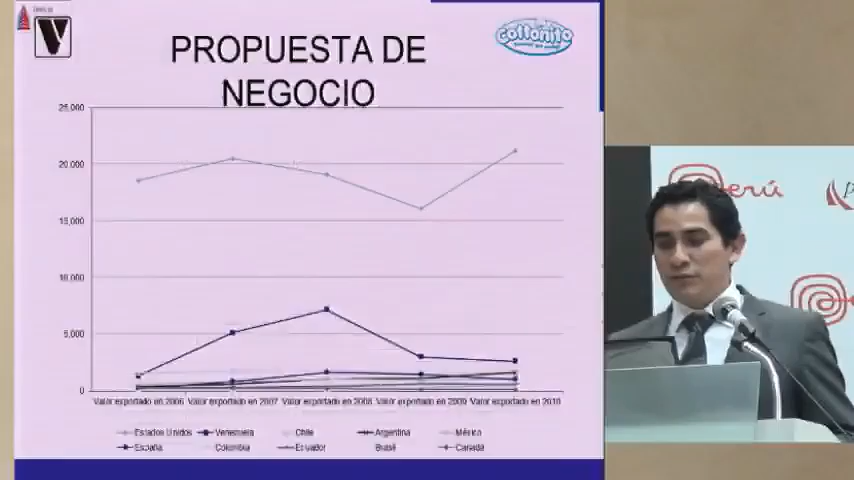 V
Cottonito
PROPUESTA DE
NEGOCIO
25,000
20,000
15,000
10,000
5,000
0
Valor exportado en 2006 Valor exportado en 2007 Valor exportado en 2008 Valor exportado en 2009 Valor exportado en 2010
Estados Unidos Venezuela Chile Argentina México
España Colombia Ecuador Brasil Canada
Perú